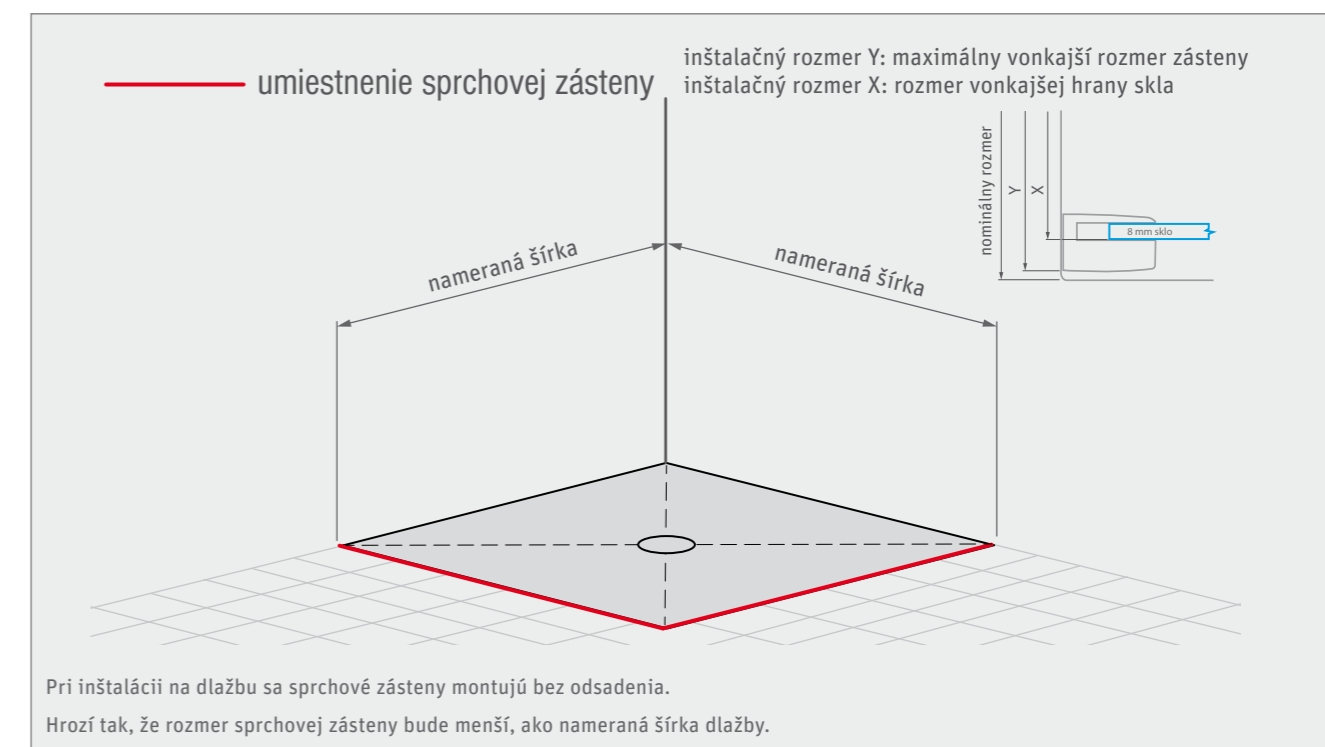 umiestnenie sprchovej zásteny
inštalačný rozmer Y: maximálny vonkajší rozmer zásteny
inštalačný rozmer X: rozmer vonkajšej hrany skla
nominálny rozmer
Y
X
8 mm sklo
nameraná šírka
nameraná šírka
Pri inštalácii na dlažbu sa sprchové zásteny montujú bez odsadenia.
Hrozí tak, že rozmer sprchovej zásteny bude menší, ako nameraná šírka dlažby.